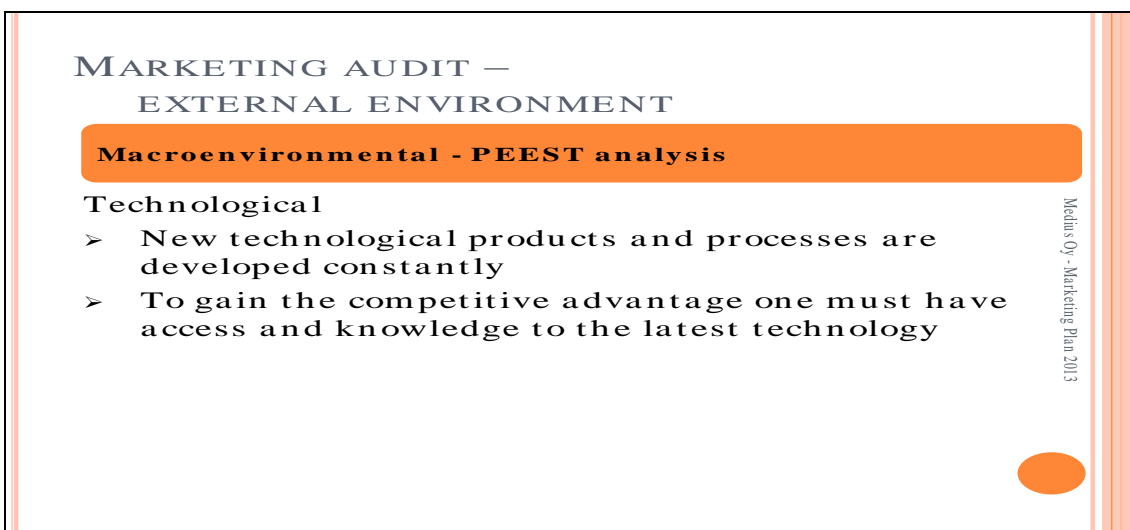 MARKETING AUDIT –
EXTERNAL ENVIRONMENT
Macroenvironmental - PEEST analysis
Technological
➢ New technological products and processes are
developed constantly
➢ To gain the competitive advantage one must have
access and knowledge to the latest technology
Medius Oy - Marketing Plan 2013